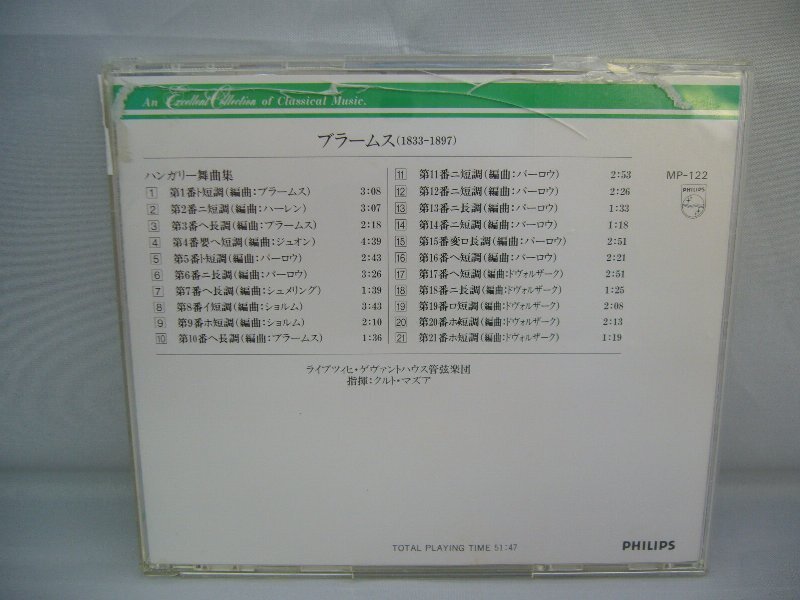 An Excellent Collection of Classical Music.
ブラームス(1833-1897)
ハンガリー舞曲集
1 第1番ト短調(編曲:ブラームス) 3:08
2 第2番ニ短調(編曲:ハーレン) 3:07
3 第3番ヘ長調(編曲:ブラームス) 2:18
4 第4番嬰ヘ短調(編曲:ジュオン) 4:39
5 第5番ト短調(編曲:パーロウ) 2:43
6 第6番ニ長調(編曲:パーロウ) 3:26
7 第7番ヘ長調(編曲:シュメリング) 1:39
8 第8番イ短調(編曲:ショルム) 3:43
9 第9番ホ短調(編曲:ショルム) 2:10
10 第10番ヘ長調(編曲:ブラームス) 1:36
11 第11番ニ短調(編曲:パーロウ) 2:53
12 第12番ニ短調(編曲:パーロウ) 2:26
13 第13番ニ長調(編曲:パーロウ) 1:33
14 第14番ニ短調(編曲:パーロウ) 1:18
15 第15番変ロ長調(編曲:パーロウ) 2:51
16 第16番ヘ短調(編曲:パーロウ) 2:21
17 第17番ヘ短調(編曲:ドヴォルザーク) 2:51
18 第18番ニ長調(編曲:ドヴォルザーク) 1:25
19 第19番ロ短調(編曲:ドヴォルザーク) 2:08
20 第20番ホ短調(編曲:ドヴォルザーク) 2:13
21 第21番ホ短調(編曲:ドヴォルザーク) 1:19
MP-122
PHILIPS
ライプツィヒ・ゲヴァントハウス管弦楽団
指揮:クルト・マズア
TOTAL PLAYING TIME 51:47
PHILIPS